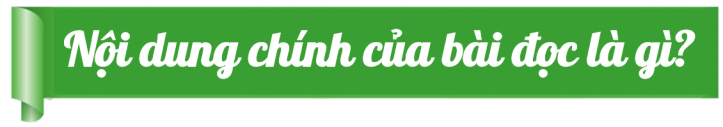 Nội dung chính của bài đọc là gì?